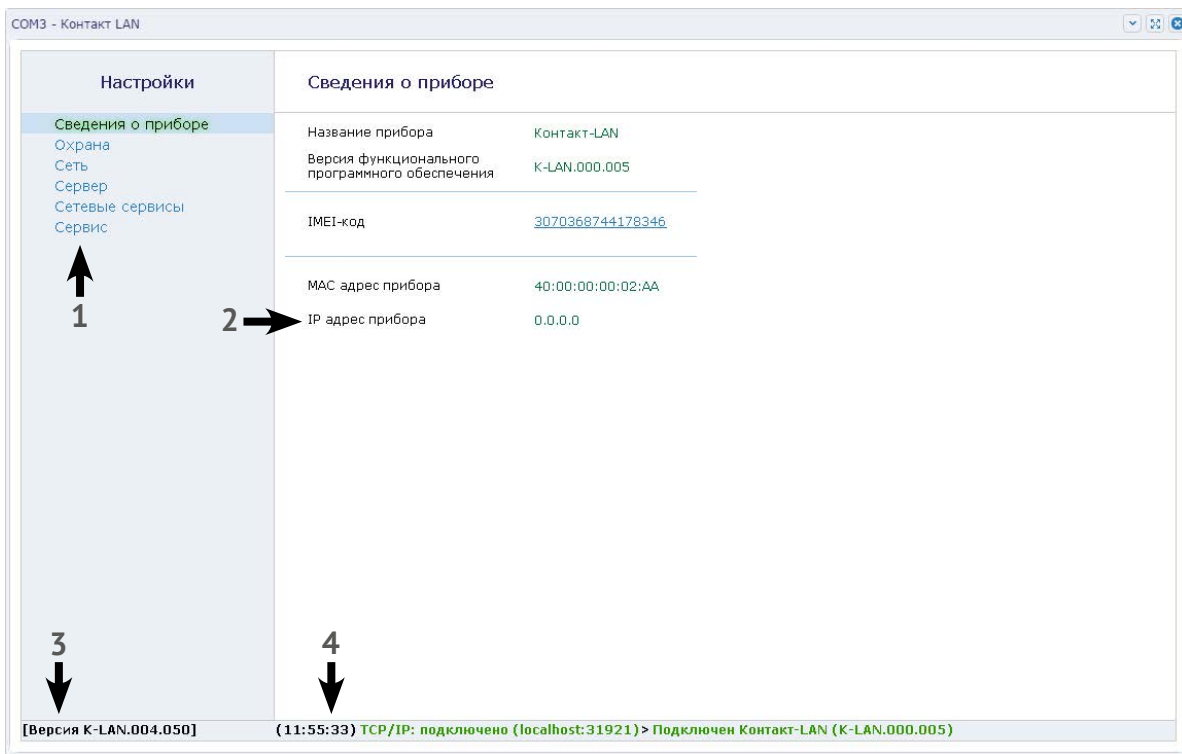 COM3 - Контакт LAN
Настройки
Сведения о приборе
Охрана
Сеть
Сервер
Сетевые сервисы
Сервис
1
Сведения о приборе
Название прибора Контакт-LAN
Версия функционального
программного обеспечения K-LAN.000.005
IMEI-код 3070368744178346
MAC адрес прибора 40:00:00:00:02:AA
2 IP адрес прибора 0.0.0.0
3
4
[Версия K-LAN.004.050] (11:55:33) TCP/IP: подключено (localhost:31921)> Подключен Контакт-LAN (K-LAN.000.005)